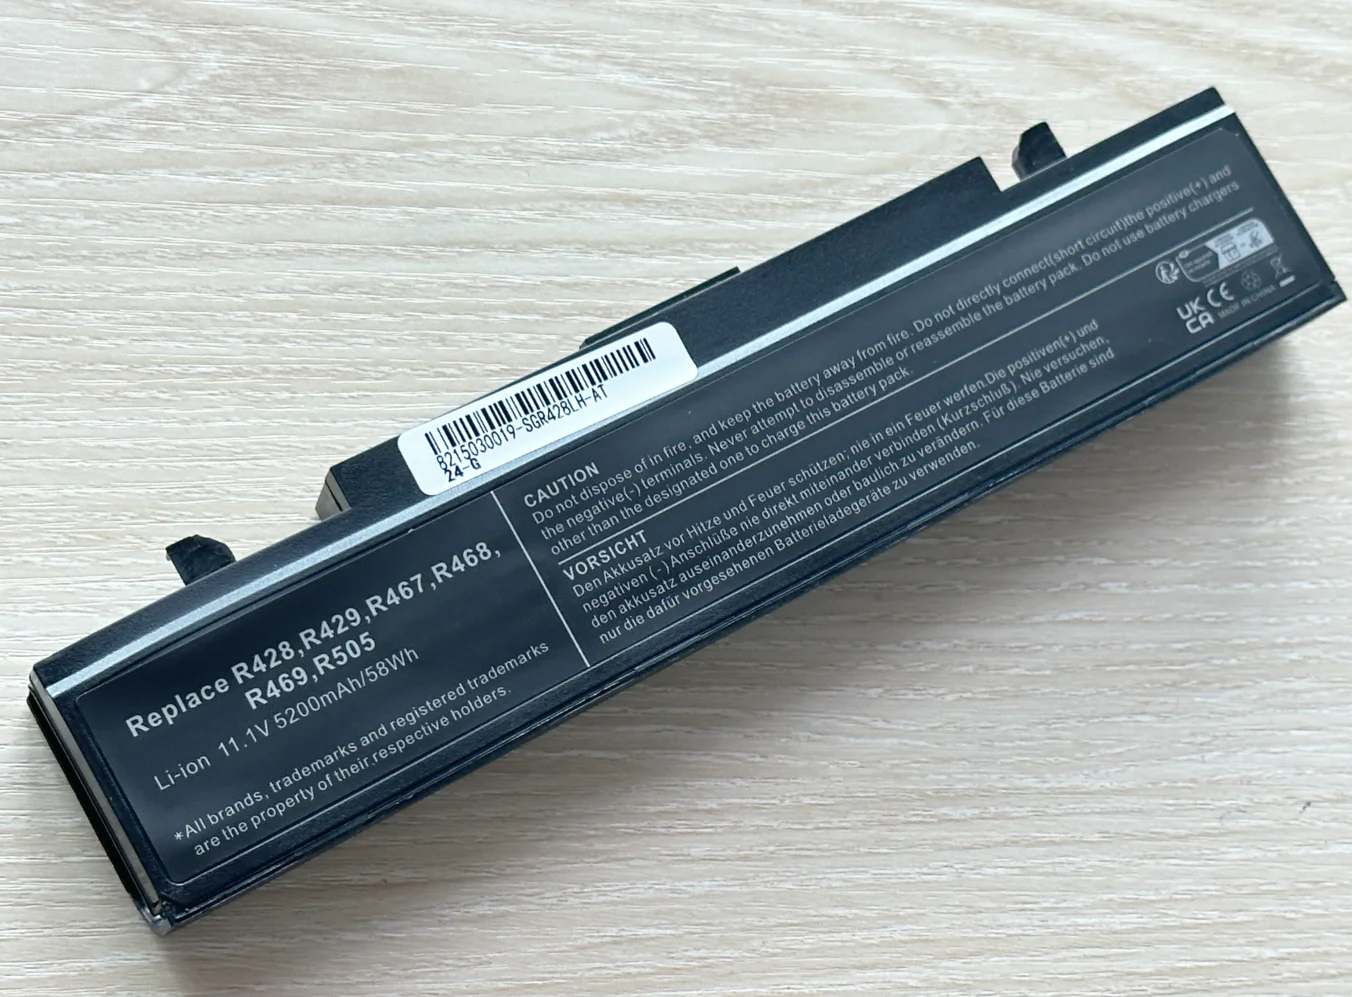 8215030019-SGR428LH-AT
24-G
Replace R428,R429,R467,R468,
R469,R505
Li-ion 11.1V 5200mAh/58Wh
*All brands, trademarks and registered trademarks
are the property of their respective holders.
CAUTION
Do not dispose of in fire, and keep the battery away from fire. Do not directly connect(short circuit)the positive(+) and
the negative(-) terminals. Never attempt to disassemble or reassemble the battery pack. Do not use battery chargers
other than the designated one to charge this battery pack.
VORSICHT
Den Akkusatz vor Hitze und Feuer schützen; nie in ein Feuer werfen.Die positiven(+) und
negativen (-) Anschlüße nie direkt miteinander verbinden (Kurzschluß). Nie versuchen,
den akkusatz auseinanderzunehmen oder baulich zu verändern. Für diese Batterie sind
nur die dafür vorgesehenen Batterieladegeräte zu verwenden.
UK
CA
CE
MADE IN CHINA